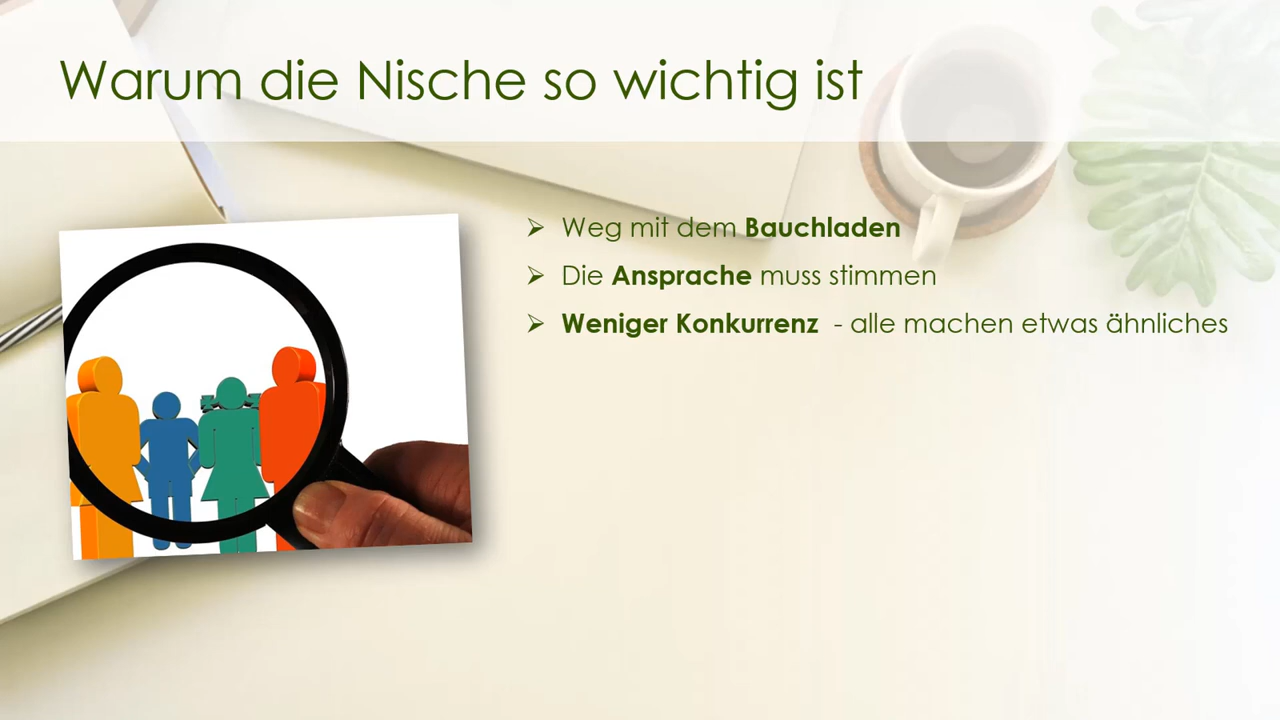 Warum die Nische so wichtig ist
Weg mit dem Bauchladen
Die Ansprache muss stimmen
Weniger Konkurrenz - alle machen etwas ähnliches